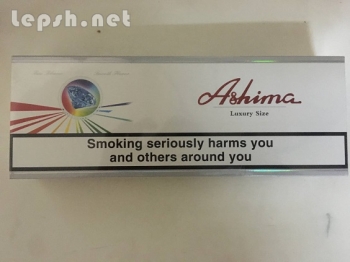 lepsh.net
Ashima
Luxury Size
Smoking seriously harms you
and others around you